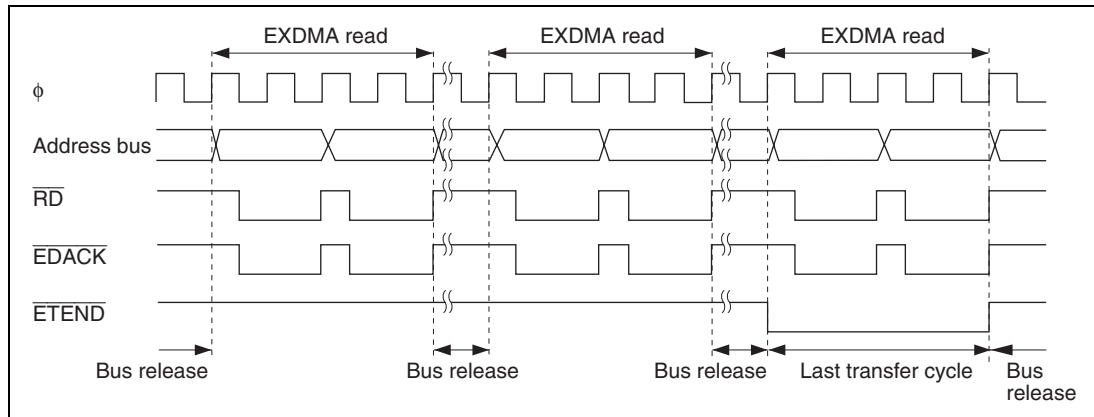 EXDMA read EXDMA read EXDMA read
ϕ
Address bus
RD
EDACK
ETEND
Bus release Bus release Bus release Last transfer cycle Bus
release